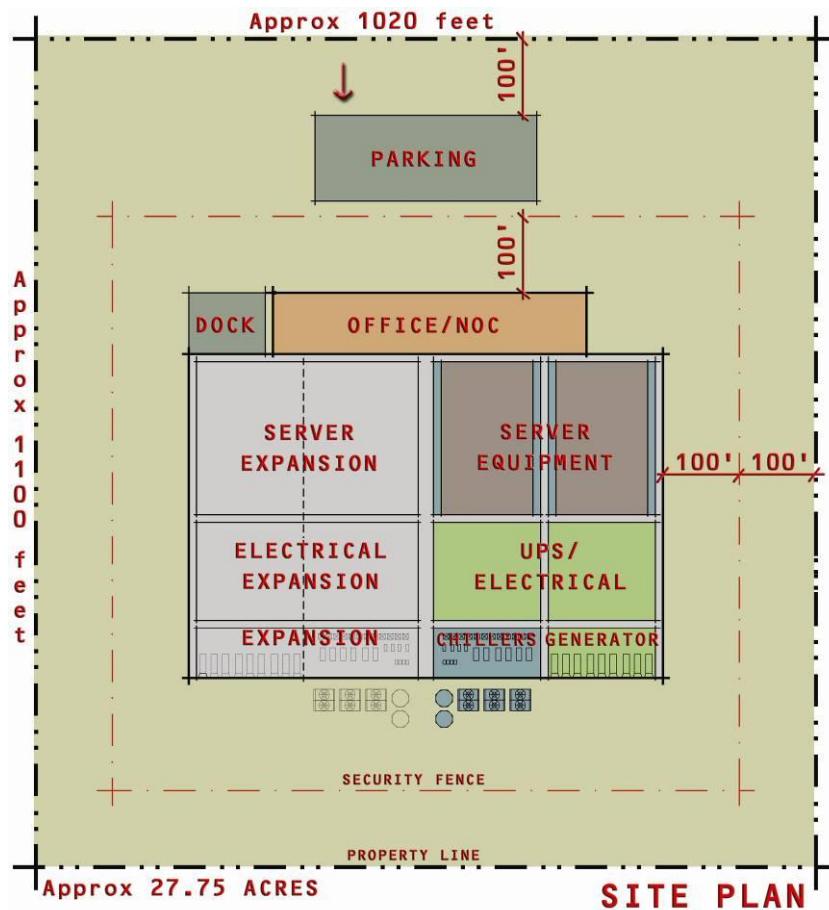 Approx 1020 feet
100'
PARKING
100'
Approx 1100 feet
DOCK
OFFICE/NOC
SERVER
EXPANSION
SERVER
EQUIPMENT
100' 100'
ELECTRICAL
EXPANSION
UPS/
ELECTRICAL
EXPANSION
CHILLERS
GENERATOR
SECURITY FENCE
PROPERTY LINE
Approx 27.75 ACRES
SITE PLAN